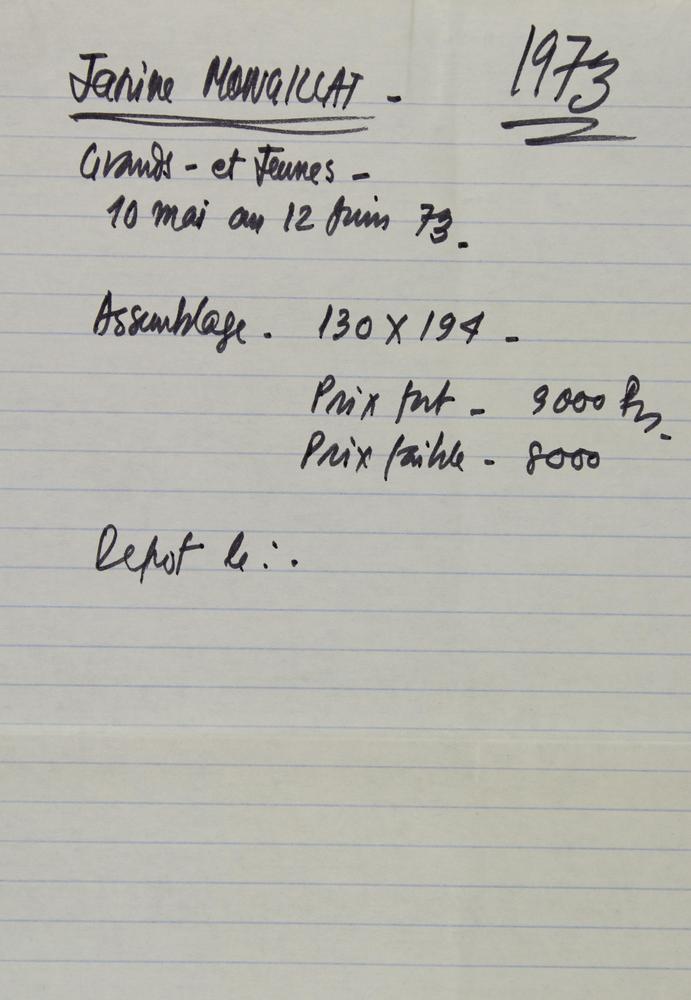 Janine MONGILLAT - 1973
Grands - et Jeunes -
10 mai au 12 Juin 73.
Assemblage. 130 X 194 -
Prix fort - 9000 Frs.
Prix faible - 8000
Depot le : .